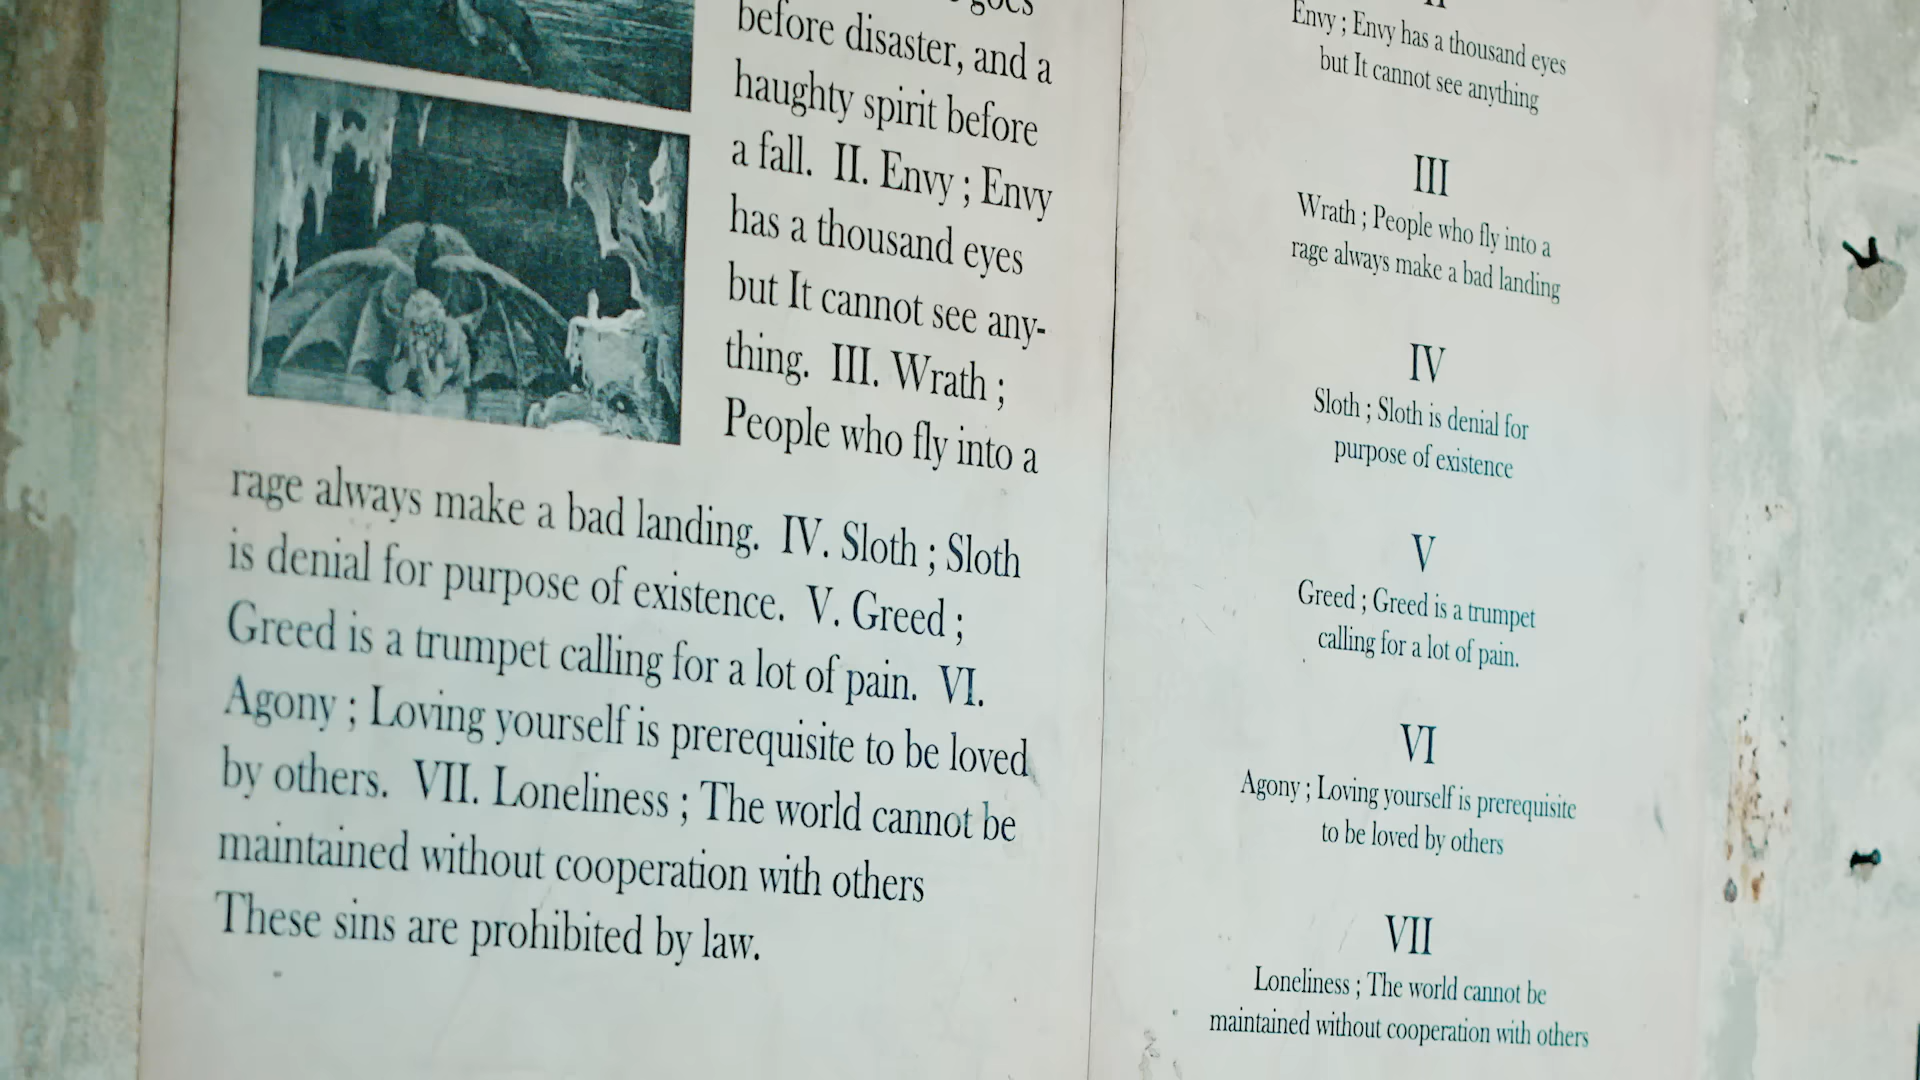 goes
before disaster, and a
haughty spirit before
a fall. II. Envy ; Envy
has a thousand eyes
but It cannot see any-
thing. III. Wrath ;
People who fly into a
rage always make a bad landing. IV. Sloth ; Sloth
is denial for purpose of existence. V. Greed ;
Greed is a trumpet calling for a lot of pain. VI.
Agony ; Loving yourself is prerequisite to be loved
by others. VII. Loneliness ; The world cannot be
maintained without cooperation with others
These sins are prohibited by law.
II
Envy ; Envy has a thousand eyes
but It cannot see anything
III
Wrath ; People who fly into a
rage always make a bad landing
IV
Sloth ; Sloth is denial for
purpose of existence
V
Greed ; Greed is a trumpet
calling for a lot of pain.
VI
Agony ; Loving yourself is prerequisite
to be loved by others
VII
Loneliness ; The world cannot be
maintained without cooperation with others